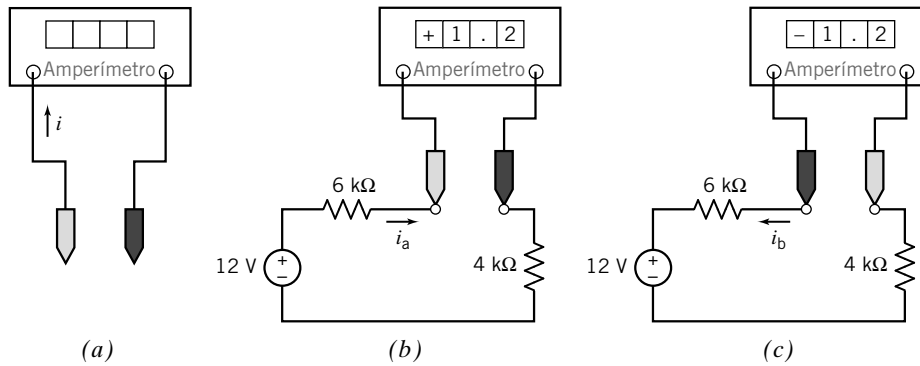 Amperímetro
i
(a)
+ 1 . 2
Amperímetro
6 kΩ
i_a
12 V
+
−
4 kΩ
(b)
− 1 . 2
Amperímetro
6 kΩ
i_b
12 V
+
−
4 kΩ
(c)